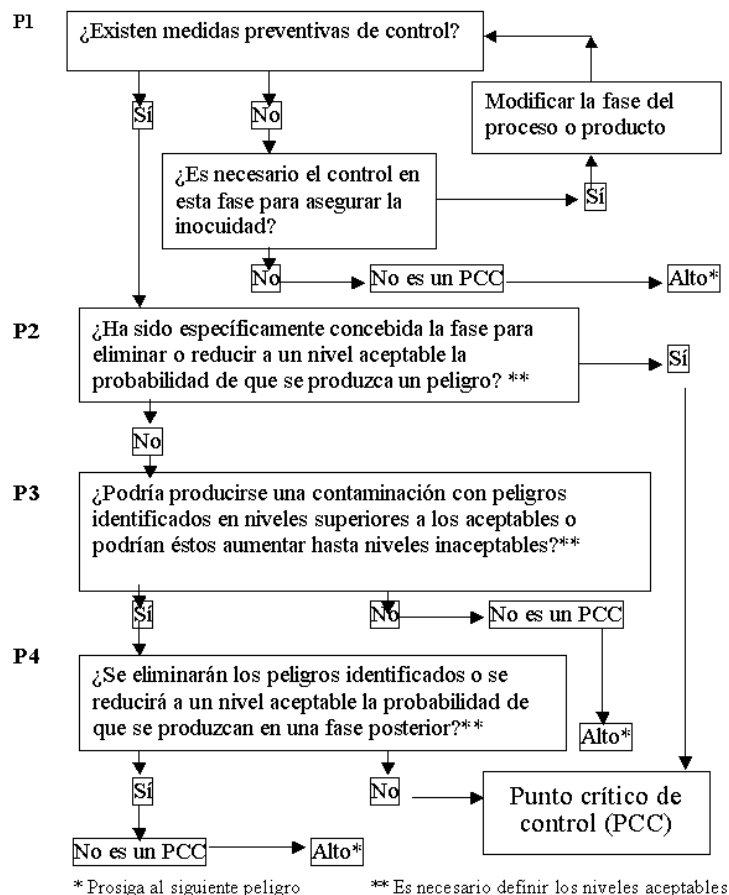 P1
¿Existen medidas preventivas de control?
Sí
No
Modificar la fase del
proceso o producto
¿Es necesario el control en
esta fase para asegurar la
inocuidad?
Sí
No
No es un PCC
Alto*
P2
¿Ha sido específicamente concebida la fase para
eliminar o reducir a un nivel aceptable la
probabilidad de que se produzca un peligro? **
Sí
No
P3
¿Podría producirse una contaminación con peligros
identificados en niveles superiores a los aceptables o
podrían éstos aumentar hasta niveles inaceptables?**
Sí
No
No es un PCC
Alto*
P4
¿Se eliminarán los peligros identificados o se
reducirá a un nivel aceptable la probabilidad de
que se produzcan en una fase posterior?**
Sí
No
Punto crítico de
control (PCC)
No es un PCC
Alto*
* Prosiga al siguiente peligro
** Es necesario definir los niveles aceptables